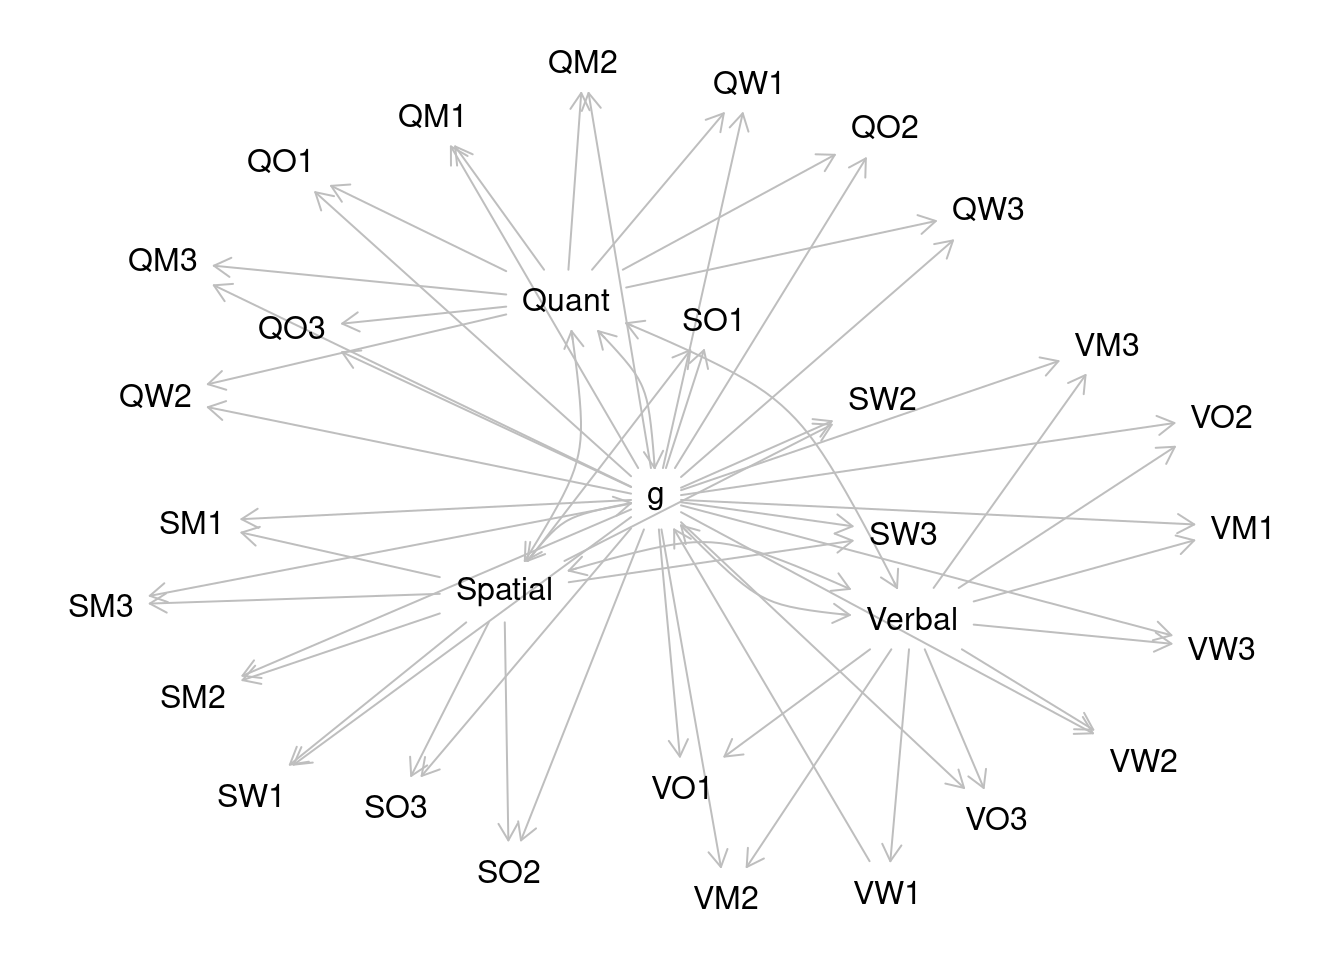 QM2
QW1
QM1
QO2
QO1
QW3
QM3
Quant
SO1
QO3
VM3
QW2
SW2
VO2
g
SM1
VM1
SW3
Spatial
SM3
Verbal
VW3
SM2
VW2
VO1
SW1
SO3
VO3
SO2
VM2
VW1